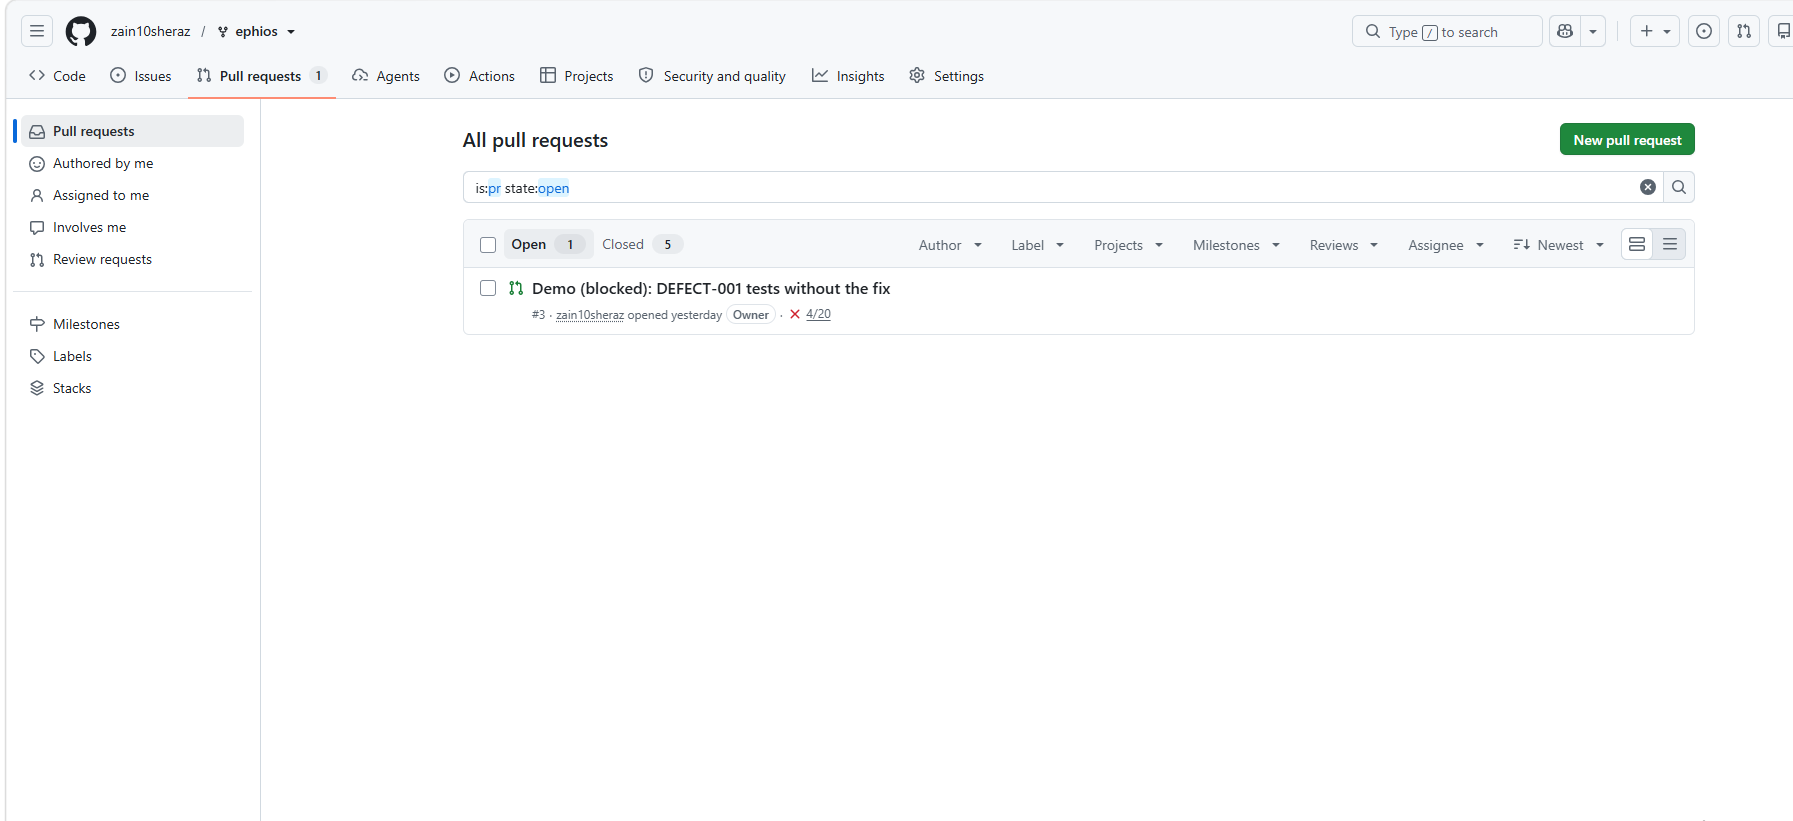 zain10sheraz / ephios
Type / to search
Code
Issues
Pull requests 1
Agents
Actions
Projects
Security and quality
Insights
Settings
Pull requests
Authored by me
Assigned to me
Involves me
Review requests
Milestones
Labels
Stacks
All pull requests
New pull request
is:pr state:open
Open 1 Closed 5
Author
Label
Projects
Milestones
Reviews
Assignee
Newest
Demo (blocked): DEFECT-001 tests without the fix
#3 · zain10sheraz opened yesterday Owner · 4/20